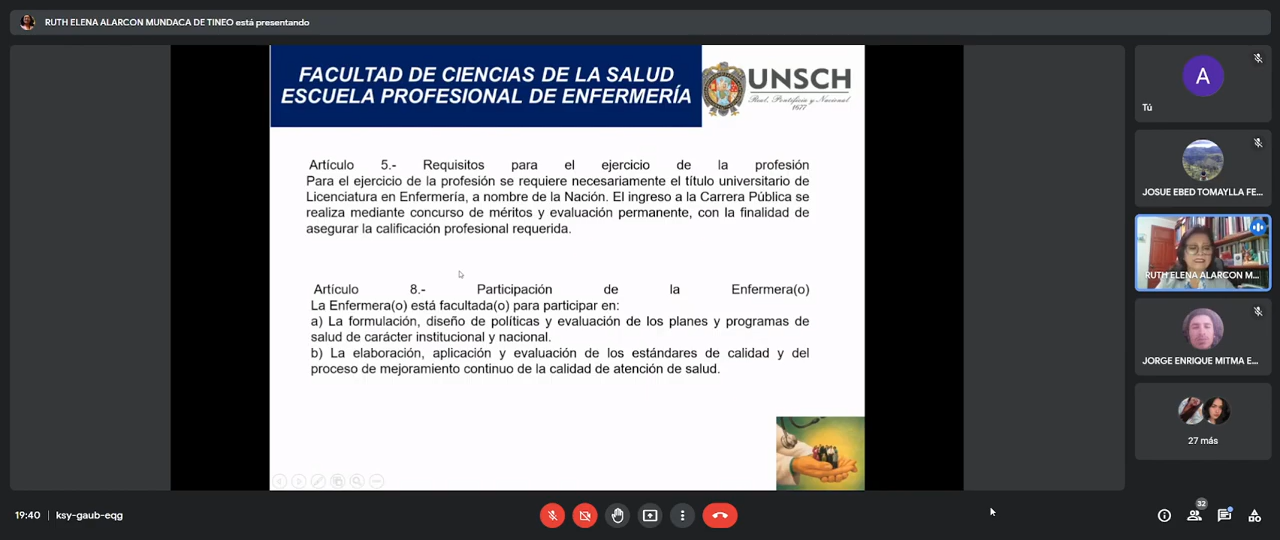 RUTH ELENA ALARCON MUNDACA DE TINEO está presentando
FACULTAD DE CIENCIAS DE LA SALUD
ESCUELA PROFESIONAL DE ENFERMERÍA
UNSCH
Real, Pontificia y Nacional
1677
Artículo 5.- Requisitos para el ejercicio de la profesión
Para el ejercicio de la profesión se requiere necesariamente el título universitario de
Licenciatura en Enfermería, a nombre de la Nación. El ingreso a la Carrera Pública se
realiza mediante concurso de méritos y evaluación permanente, con la finalidad de
asegurar la calificación profesional requerida.
Artículo 8.- Participación de la Enfermera(o)
La Enfermera(o) está facultada(o) para participar en:
a) La formulación, diseño de políticas y evaluación de los planes y programas de
salud de carácter institucional y nacional.
b) La elaboración, aplicación y evaluación de los estándares de calidad y del
proceso de mejoramiento continuo de la calidad de atención de salud.
A
Tú
JOSUE EBED TOMAYLLA FE...
RUTH ELENA ALARCON M...
JORGE ENRIQUE MITMA E...
27 más
19:40 | ksy-gaub-eqg
32